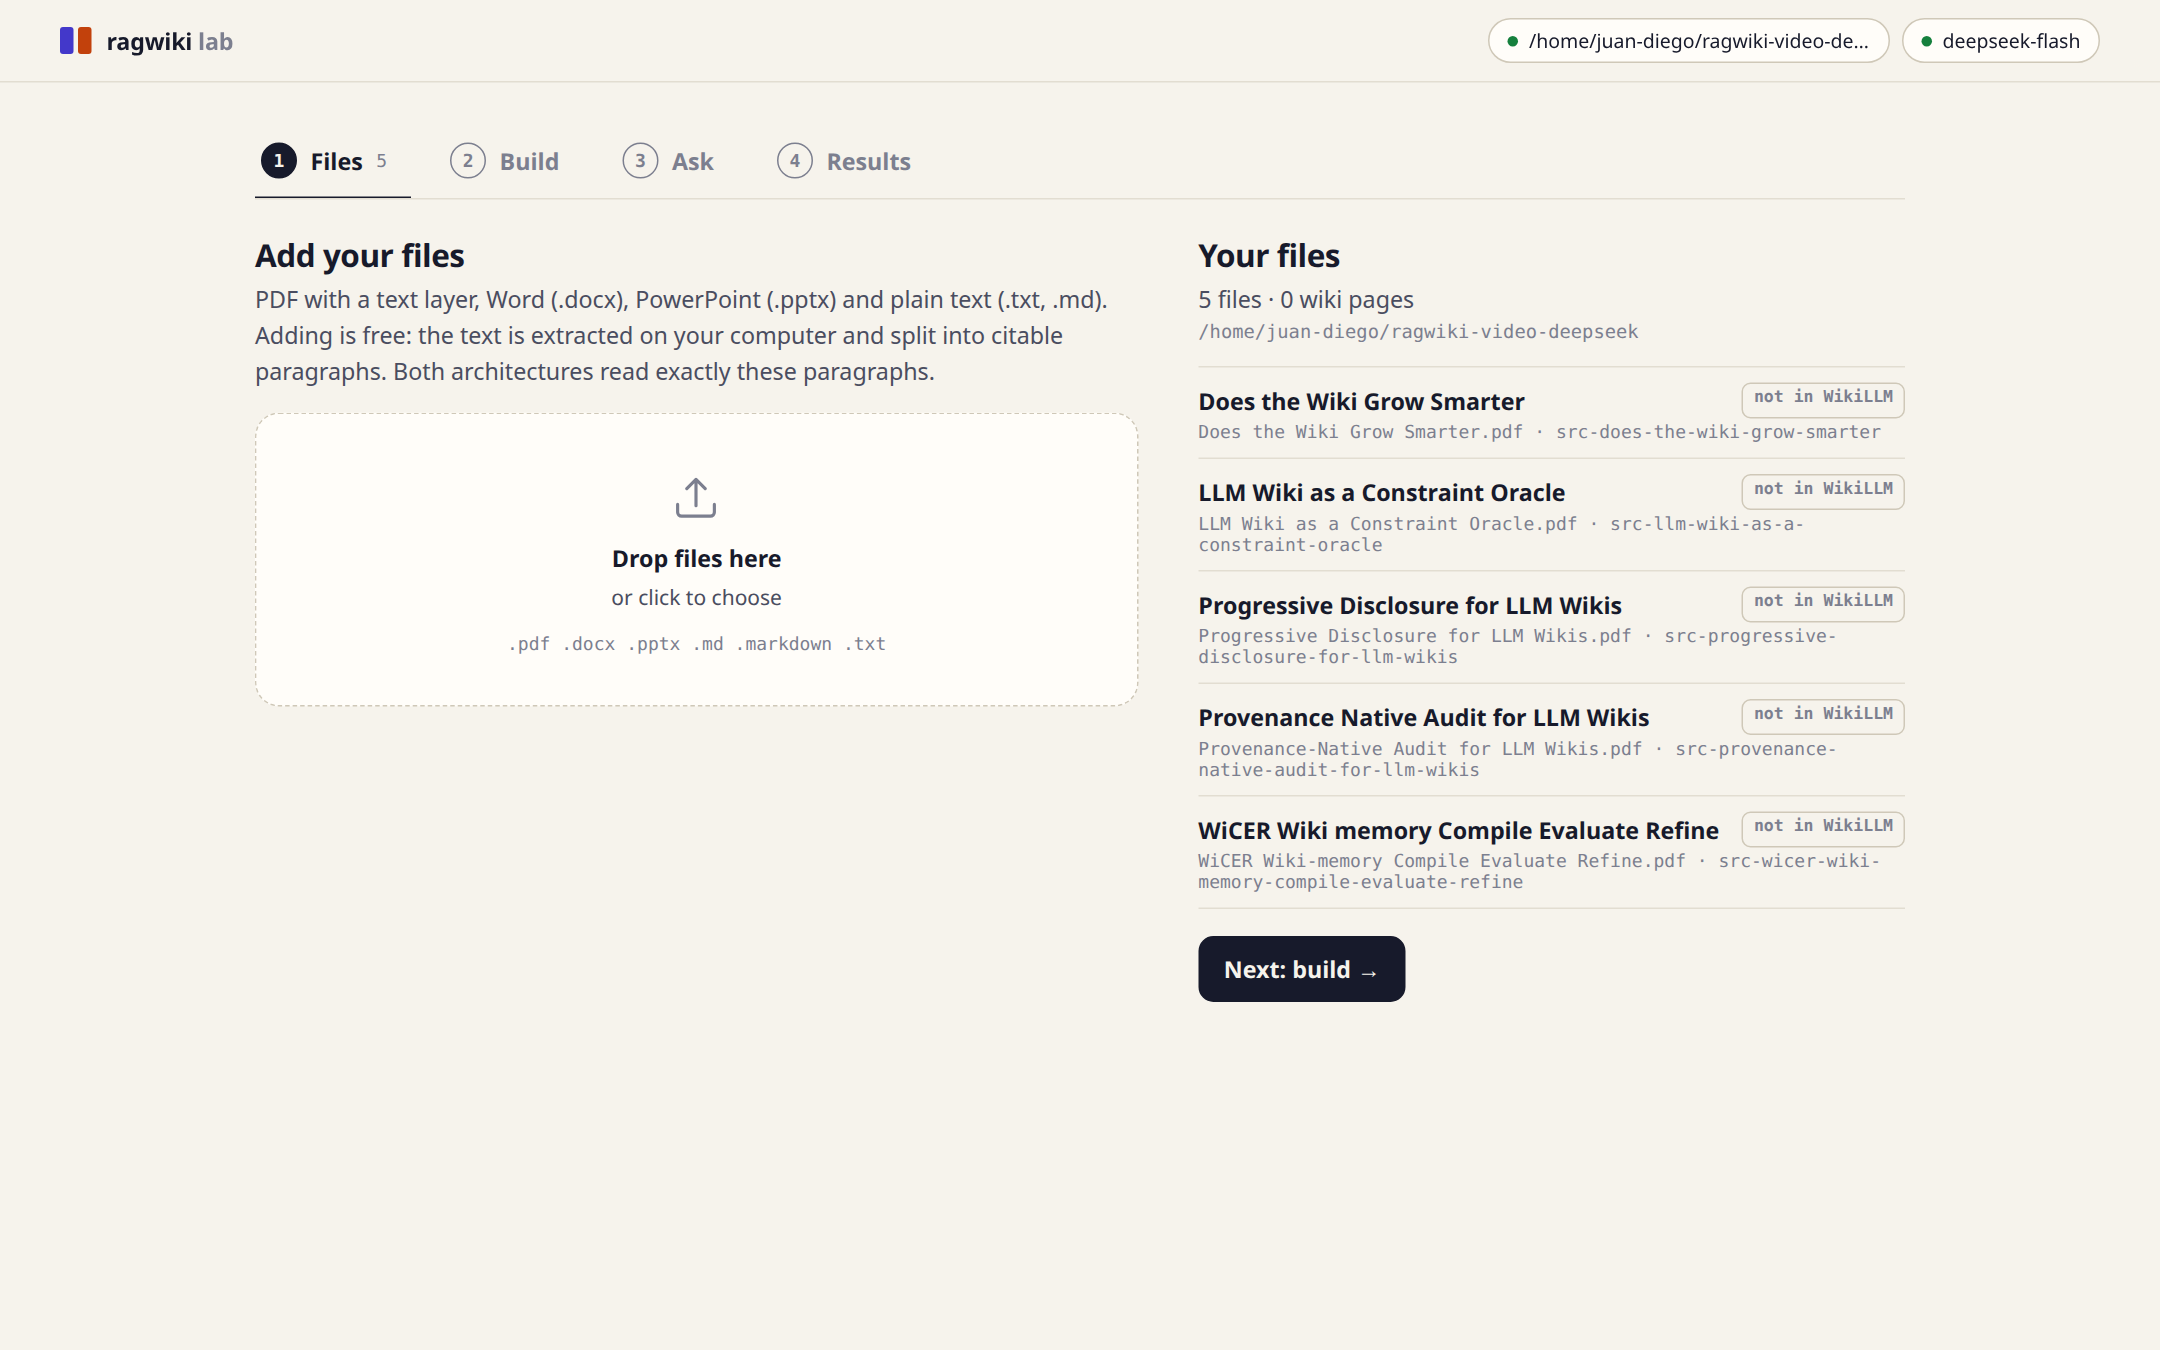 ragwiki lab
/home/juan-diego/ragwiki-video-de...
deepseek-flash
1 Files 5
2 Build
3 Ask
4 Results
Add your files
PDF with a text layer, Word (.docx), PowerPoint (.pptx) and plain text (.txt, .md).
Adding is free: the text is extracted on your computer and split into citable
paragraphs. Both architectures read exactly these paragraphs.
Drop files here
or click to choose
.pdf .docx .pptx .md .markdown .txt
Your files
5 files · 0 wiki pages
/home/juan-diego/ragwiki-video-deepseek
Does the Wiki Grow Smarter
not in WikiLLM
Does the Wiki Grow Smarter.pdf · src-does-the-wiki-grow-smarter
LLM Wiki as a Constraint Oracle
not in WikiLLM
LLM Wiki as a Constraint Oracle.pdf · src-llm-wiki-as-a-
constraint-oracle
Progressive Disclosure for LLM Wikis
not in WikiLLM
Progressive Disclosure for LLM Wikis.pdf · src-progressive-
disclosure-for-llm-wikis
Provenance Native Audit for LLM Wikis
not in WikiLLM
Provenance-Native Audit for LLM Wikis.pdf · src-provenance-
native-audit-for-llm-wikis
WiCER Wiki memory Compile Evaluate Refine
not in WikiLLM
WiCER Wiki-memory Compile Evaluate Refine.pdf · src-wicer-wiki-
memory-compile-evaluate-refine
Next: build →